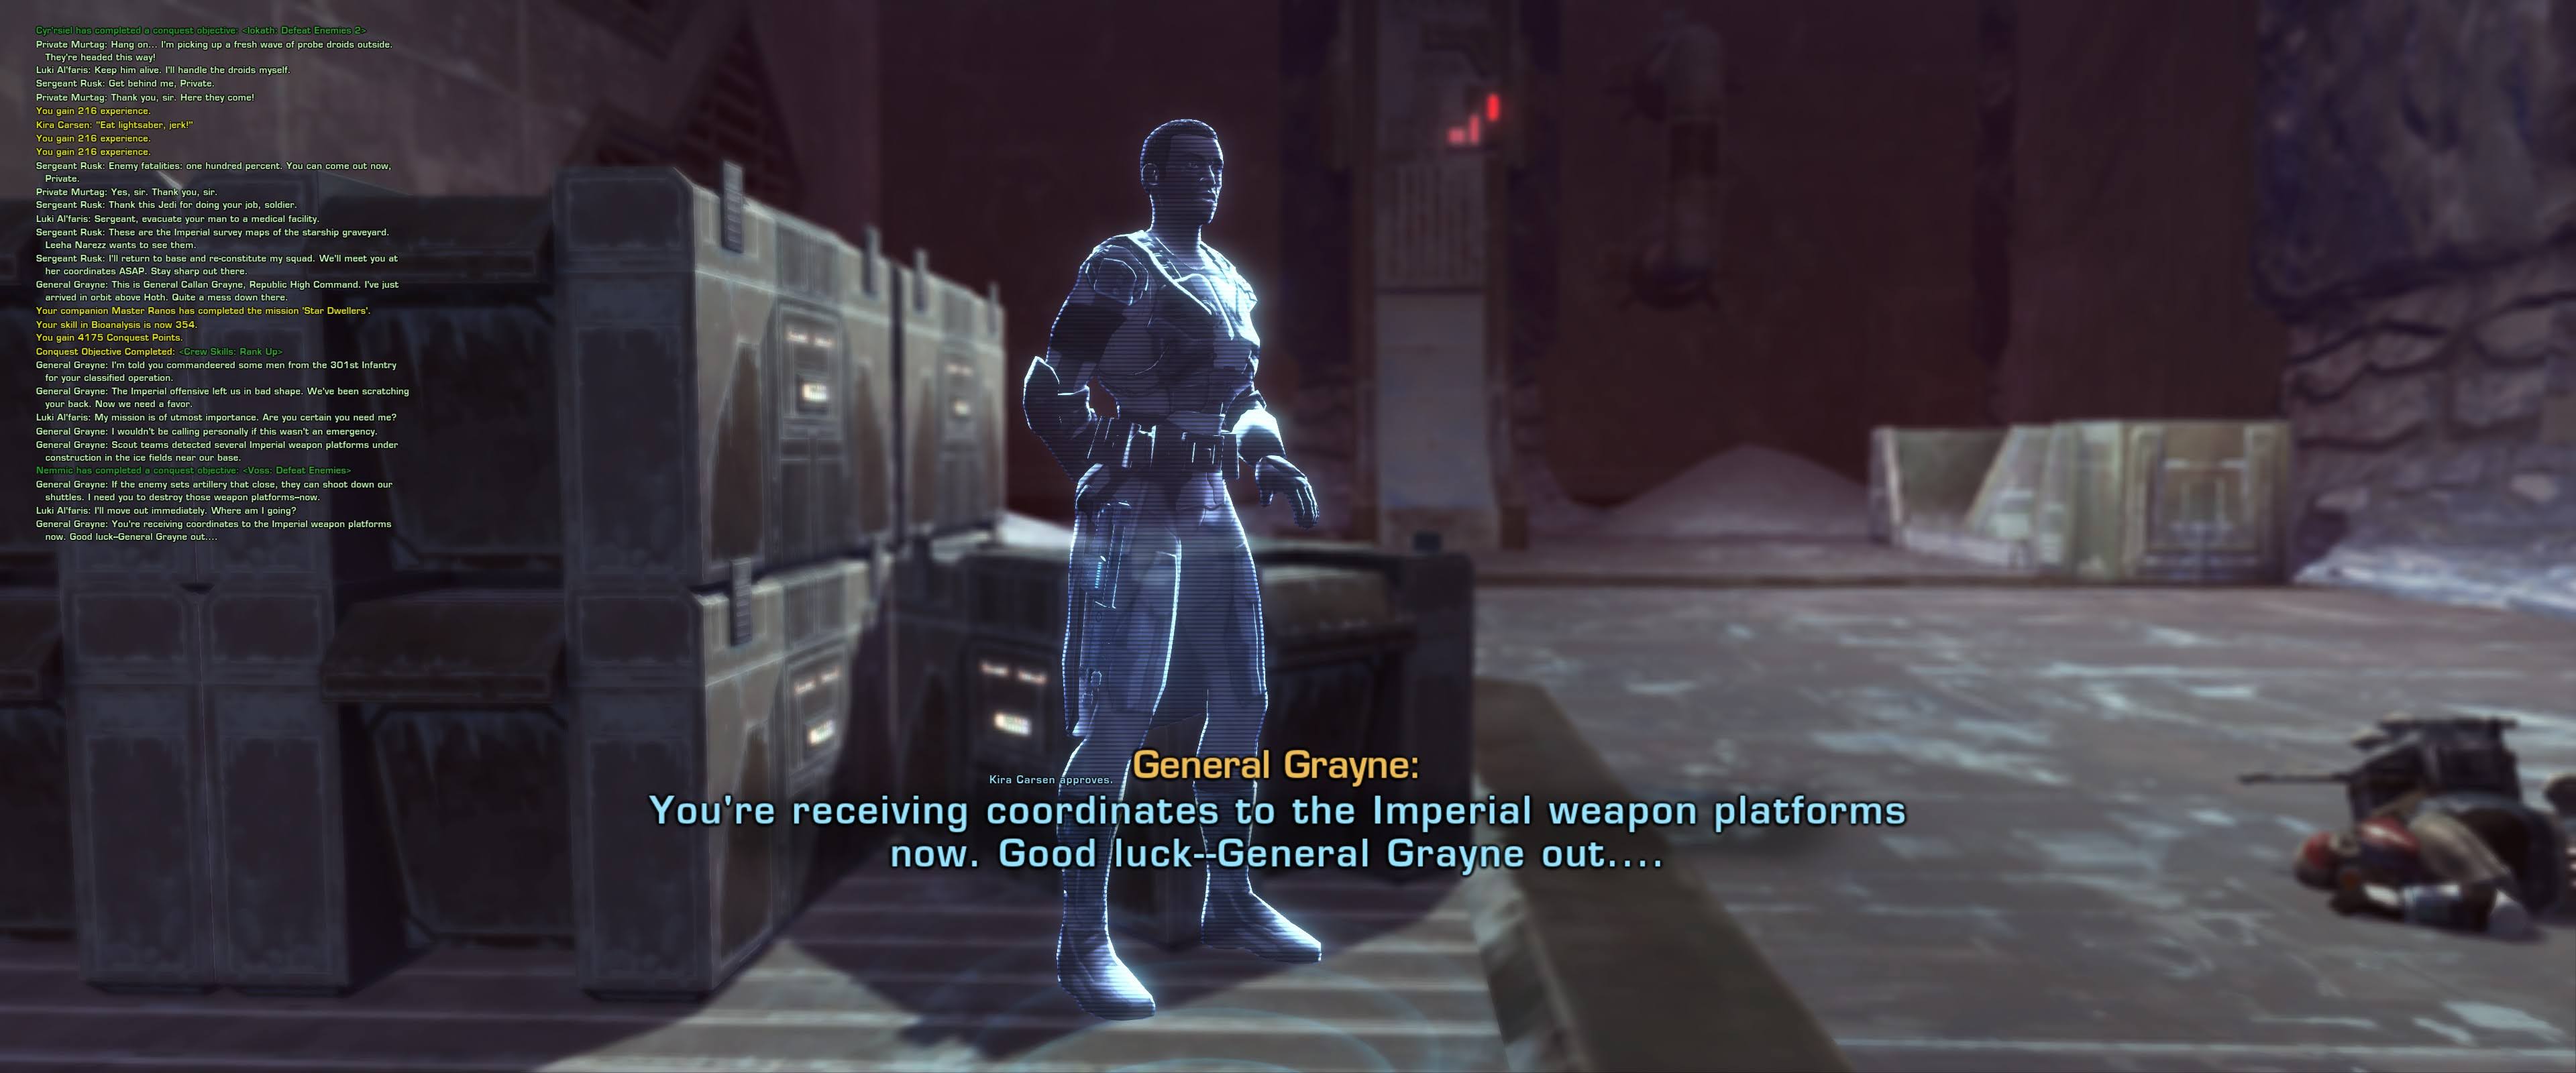 Cyr'rsiel has completed a conquest objective: <Iokath: Defeat Enemies 2>
Private Murtag: Hang on... I'm picking up a fresh wave of probe droids outside.
They're headed this way!
Luki Al'faris: Keep him alive. I'll handle the droids myself.
Sergeant Rusk: Get behind me, Private.
Private Murtag: Thank you, sir. Here they come!
You gain 216 experience.
Kira Carsen: "Eat lightsaber, jerk!"
You gain 216 experience.
You gain 216 experience.
Sergeant Rusk: Enemy fatalities: one hundred percent. You can come out now,
Private.
Private Murtag: Yes, sir. Thank you, sir.
Sergeant Rusk: Thank this Jedi for doing your job, soldier.
Luki Al'faris: Sergeant, evacuate your man to a medical facility.
Sergeant Rusk: These are the Imperial survey maps of the starship graveyard.
Leeha Narezz wants to see them.
Sergeant Rusk: I'll return to base and re-constitute my squad. We'll meet you at
her coordinates ASAP. Stay sharp out there.
General Grayne: This is General Callan Grayne, Republic High Command. I've just
arrived in orbit above Hoth. Quite a mess down there.
Your companion Master Ranos has completed the mission 'Star Dwellers'.
Your skill in Bioanalysis is now 354.
You gain 4175 Conquest Points.
Conquest Objective Completed: <Crew Skills: Rank Up>
General Grayne: I'm told you commandeered some men from the 301st Infantry
for your classified operation.
General Grayne: The Imperial offensive left us in bad shape. We've been scratching
your back. Now we need a favor.
Luki Al'faris: My mission is of utmost importance. Are you certain you need me?
General Grayne: I wouldn't be calling personally if this wasn't an emergency.
General Grayne: Scout teams detected several Imperial weapon platforms under
construction in the ice fields near our base.
Nemmic has completed a conquest objective: <Voss: Defeat Enemies>
General Grayne: If the enemy sets artillery that close, they can shoot down our
shuttles. I need you to destroy those weapon platforms--now.
Luki Al'faris: I'll move out immediately. Where am I going?
General Grayne: You're receiving coordinates to the Imperial weapon platforms
now. Good luck--General Grayne out....
General Grayne:
Kira Carsen approves.
You're receiving coordinates to the Imperial weapon platforms
now. Good luck--General Grayne out....